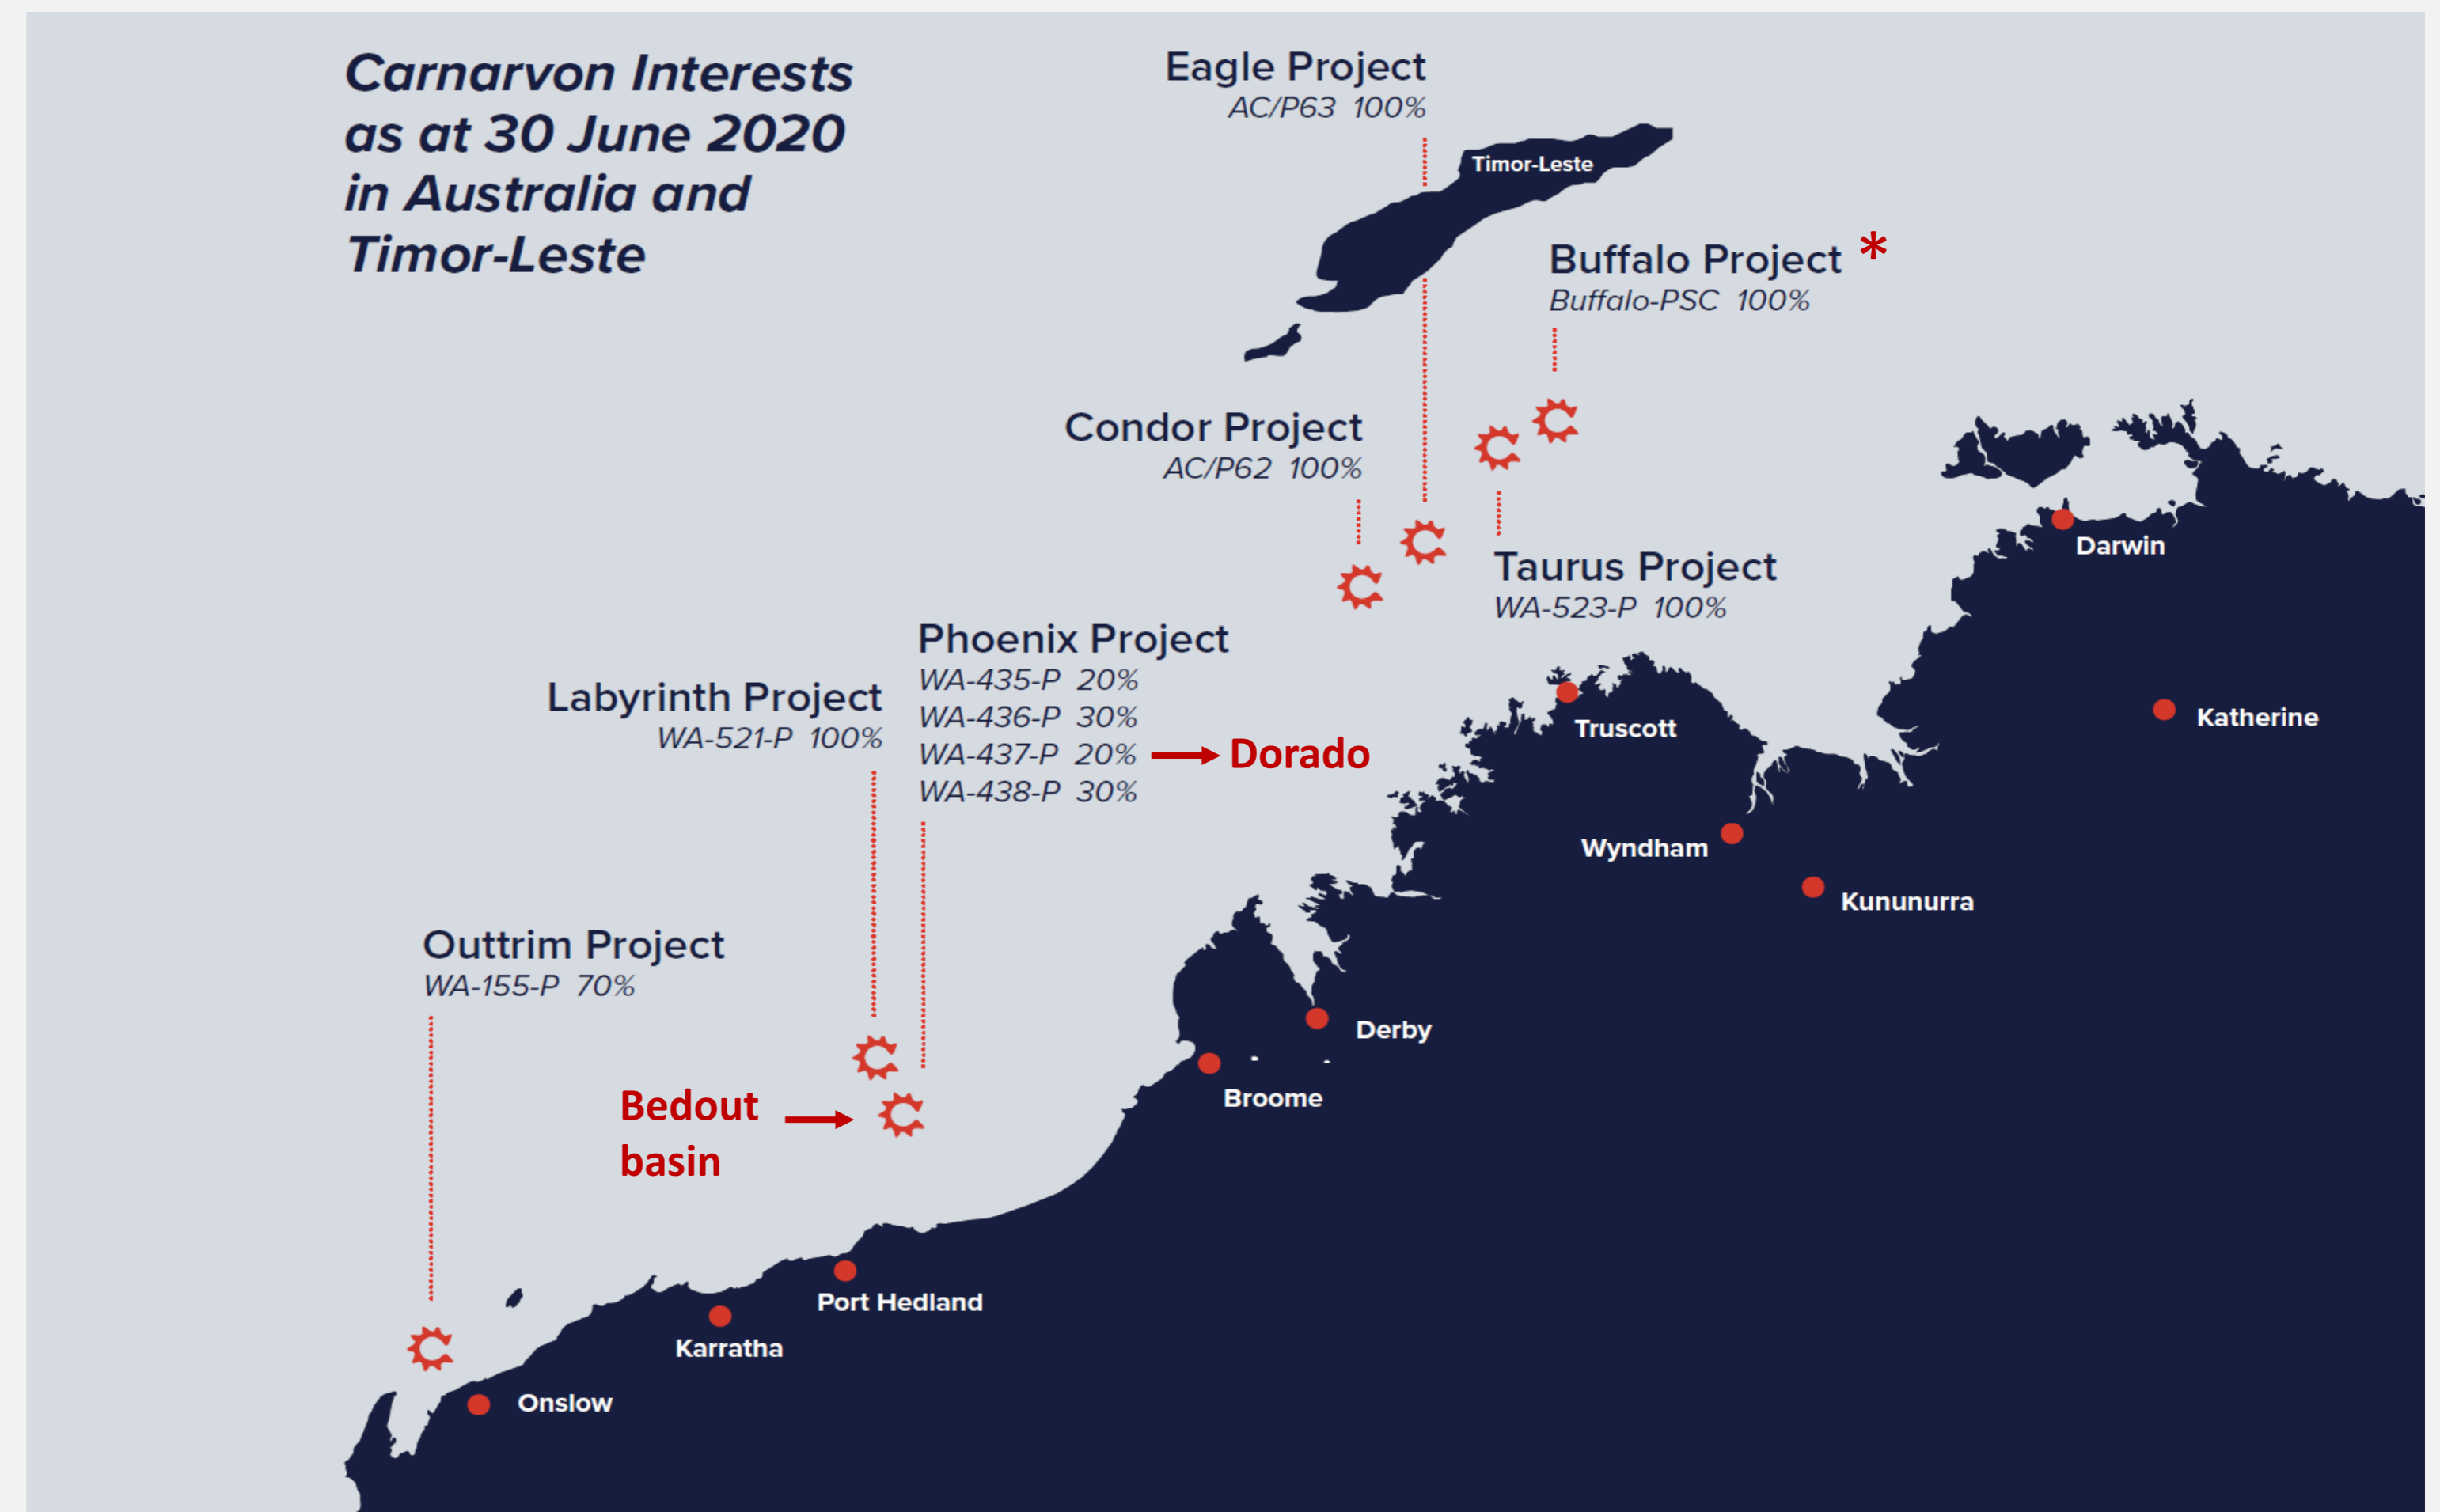 Carnarvon Interests
as at 30 June 2020
in Australia and
Timor-Leste
Eagle Project
AC/P63 100%
Timor-Leste
Buffalo Project *
Buffalo-PSC 100%
Condor Project
AC/P62 100%
Taurus Project
WA-523-P 100%
Darwin
Katherine
Truscott
Wyndham
Kununurra
Phoenix Project
WA-435-P 20%
WA-436-P 30%
WA-437-P 20% Dorado
WA-438-P 30%
Labyrinth Project
WA-521-P 100%
Outtrim Project
WA-155-P 70%
Derby
Broome
Bedout
basin
Port Hedland
Karratha
Onslow